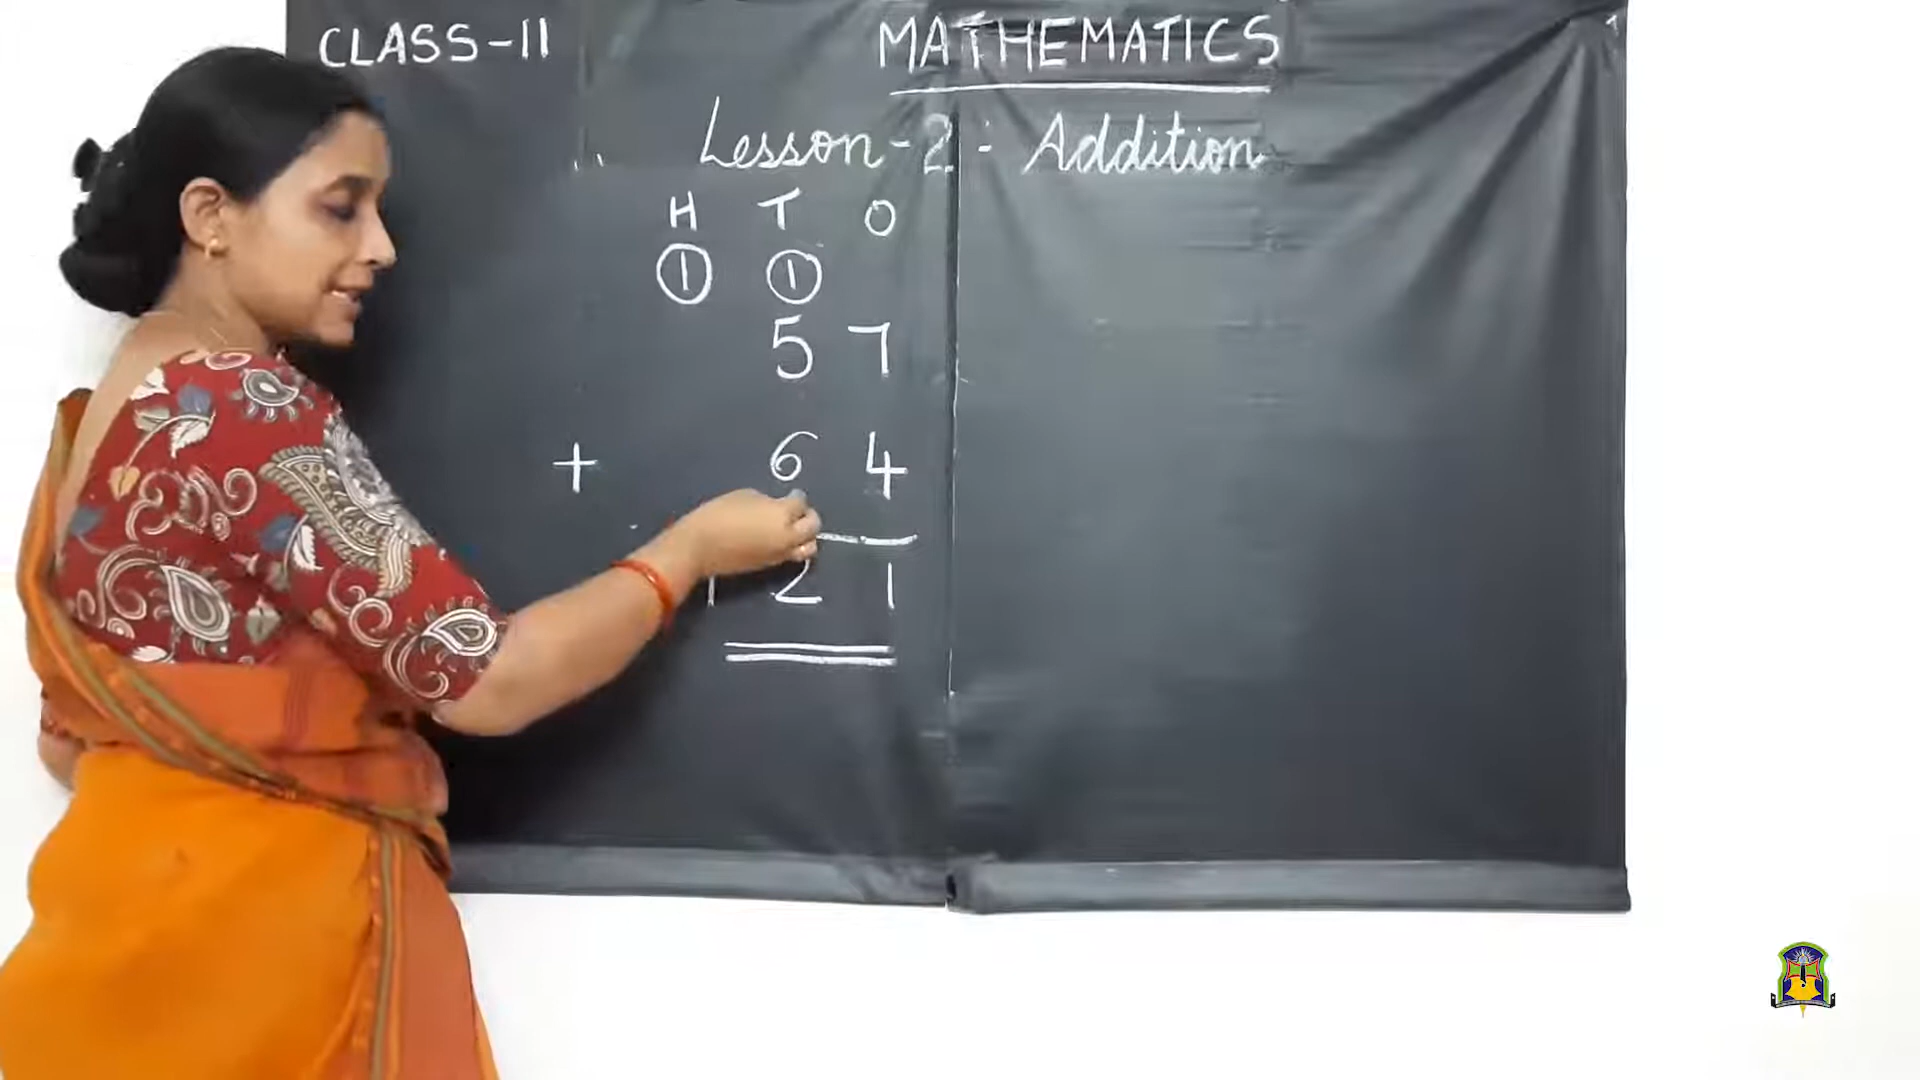 CLASS-II
MATHEMATICS
Lesson-2:- Addition
H T O
1 1
5 7
+ 6 4
1 2 1